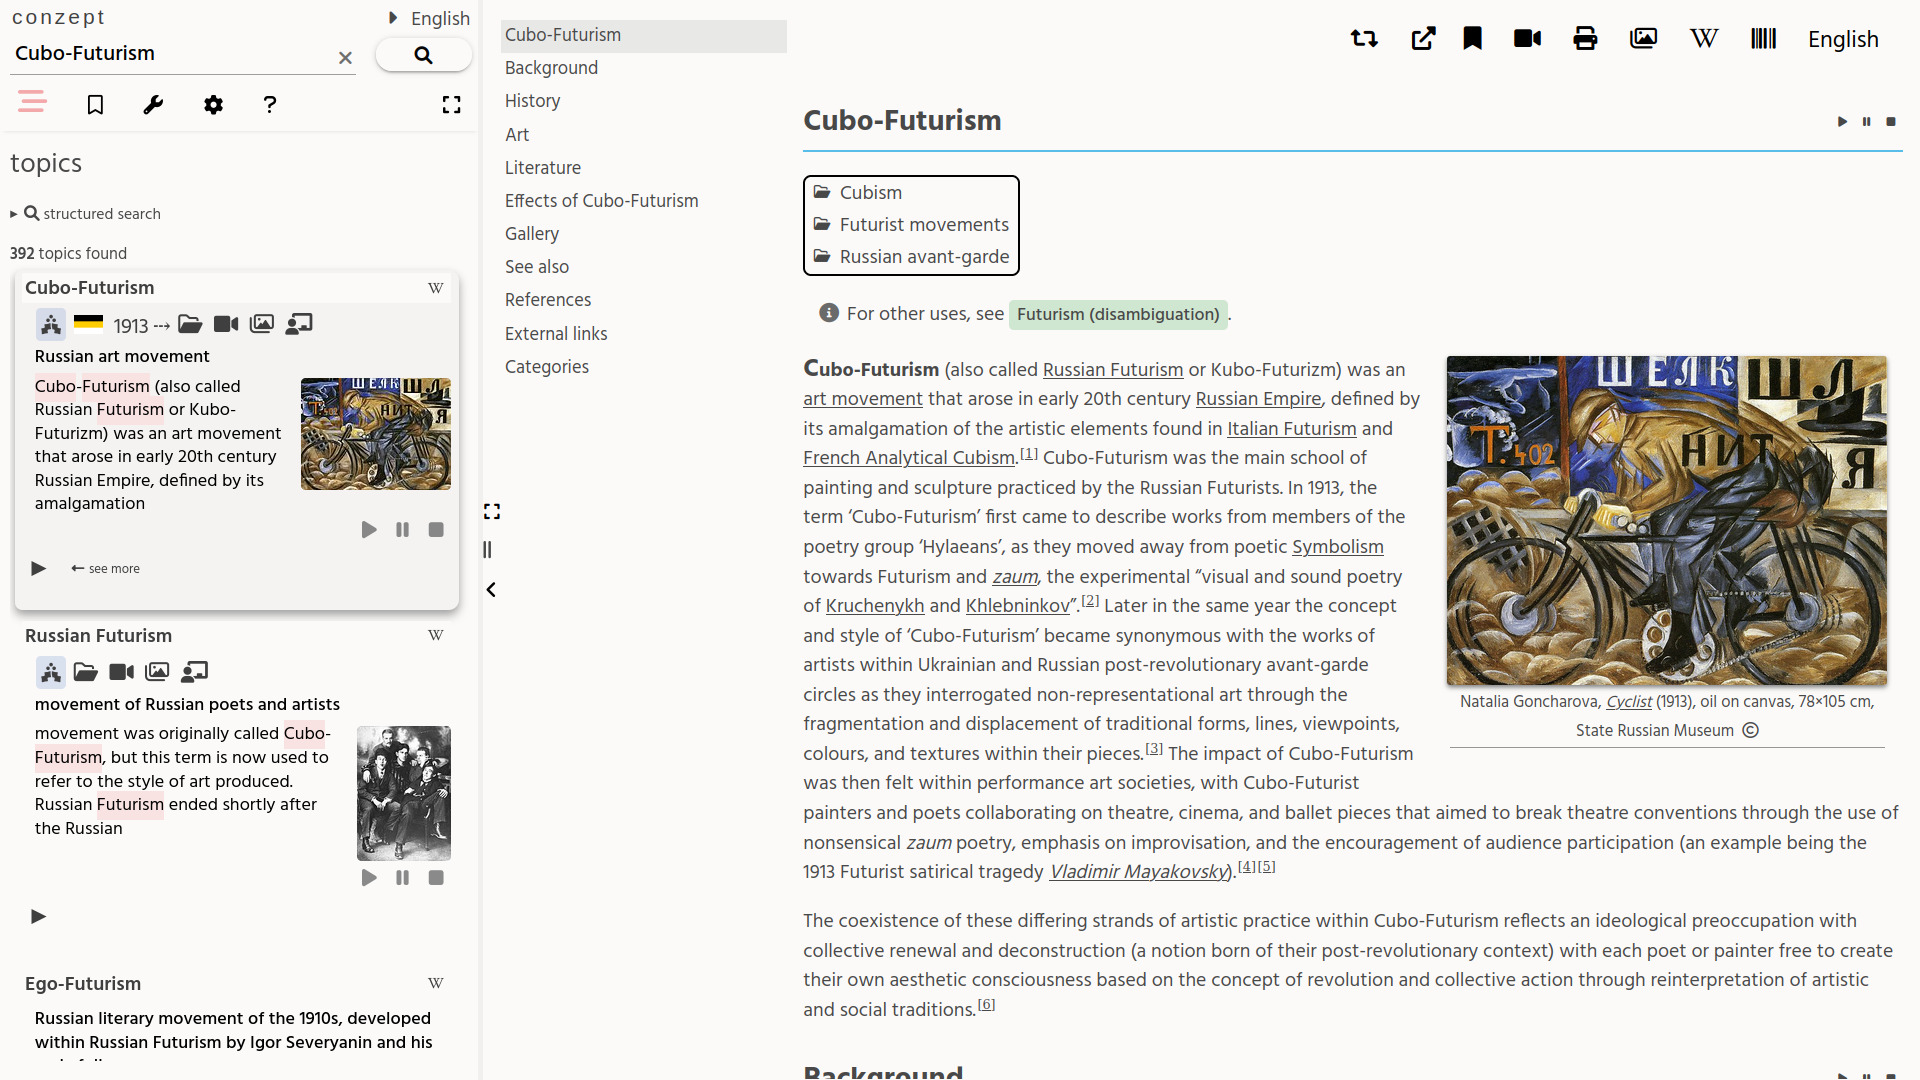 conzept
English
Cubo-Futurism
topics
structured search
392 topics found
Cubo-Futurism
W
1913 ⤏
Russian art movement
Cubo-Futurism (also called
Russian Futurism or Kubo-
Futurizm) was an art movement
that arose in early 20th century
Russian Empire, defined by its
amalgamation
ШЕЛК
ШЛ
Т.402
НИТ
Я
← see more
Russian Futurism
W
movement of Russian poets and artists
movement was originally called Cubo-
Futurism, but this term is now used to
refer to the style of art produced.
Russian Futurism ended shortly after
the Russian
Ego-Futurism
W
Russian literary movement of the 1910s, developed
within Russian Futurism by Igor Severyanin and his
Cubo-Futurism
Background
History
Art
Literature
Effects of Cubo-Futurism
Gallery
See also
References
External links
Categories
W
English
Cubo-Futurism
Cubism
Futurist movements
Russian avant-garde
For other uses, see Futurism (disambiguation).
Cubo-Futurism (also called Russian Futurism or Kubo-Futurizm) was an
art movement that arose in early 20th century Russian Empire, defined by
its amalgamation of the artistic elements found in Italian Futurism and
French Analytical Cubism.[1] Cubo-Futurism was the main school of
painting and sculpture practiced by the Russian Futurists. In 1913, the
term ‘Cubo-Futurism’ first came to describe works from members of the
poetry group ‘Hylaeans’, as they moved away from poetic Symbolism
towards Futurism and zaum, the experimental “visual and sound poetry
of Kruchenykh and Khlebninkov”.[2] Later in the same year the concept
and style of ‘Cubo-Futurism’ became synonymous with the works of
artists within Ukrainian and Russian post-revolutionary avant-garde
circles as they interrogated non-representational art through the
fragmentation and displacement of traditional forms, lines, viewpoints,
colours, and textures within their pieces.[3] The impact of Cubo-Futurism
was then felt within performance art societies, with Cubo-Futurist
painters and poets collaborating on theatre, cinema, and ballet pieces that aimed to break theatre conventions through the use of
nonsensical zaum poetry, emphasis on improvisation, and the encouragement of audience participation (an example being the
1913 Futurist satirical tragedy Vladimir Mayakovsky).[4][5]
ШЕЛК
ШЛ
Т.402
НИТ
Я
Natalia Goncharova, Cyclist (1913), oil on canvas, 78×105 cm,
State Russian Museum ©
The coexistence of these differing strands of artistic practice within Cubo-Futurism reflects an ideological preoccupation with
collective renewal and deconstruction (a notion born of their post-revolutionary context) with each poet or painter free to create
their own aesthetic consciousness based on the concept of revolution and collective action through reinterpretation of artistic
and social traditions.[6]
Background